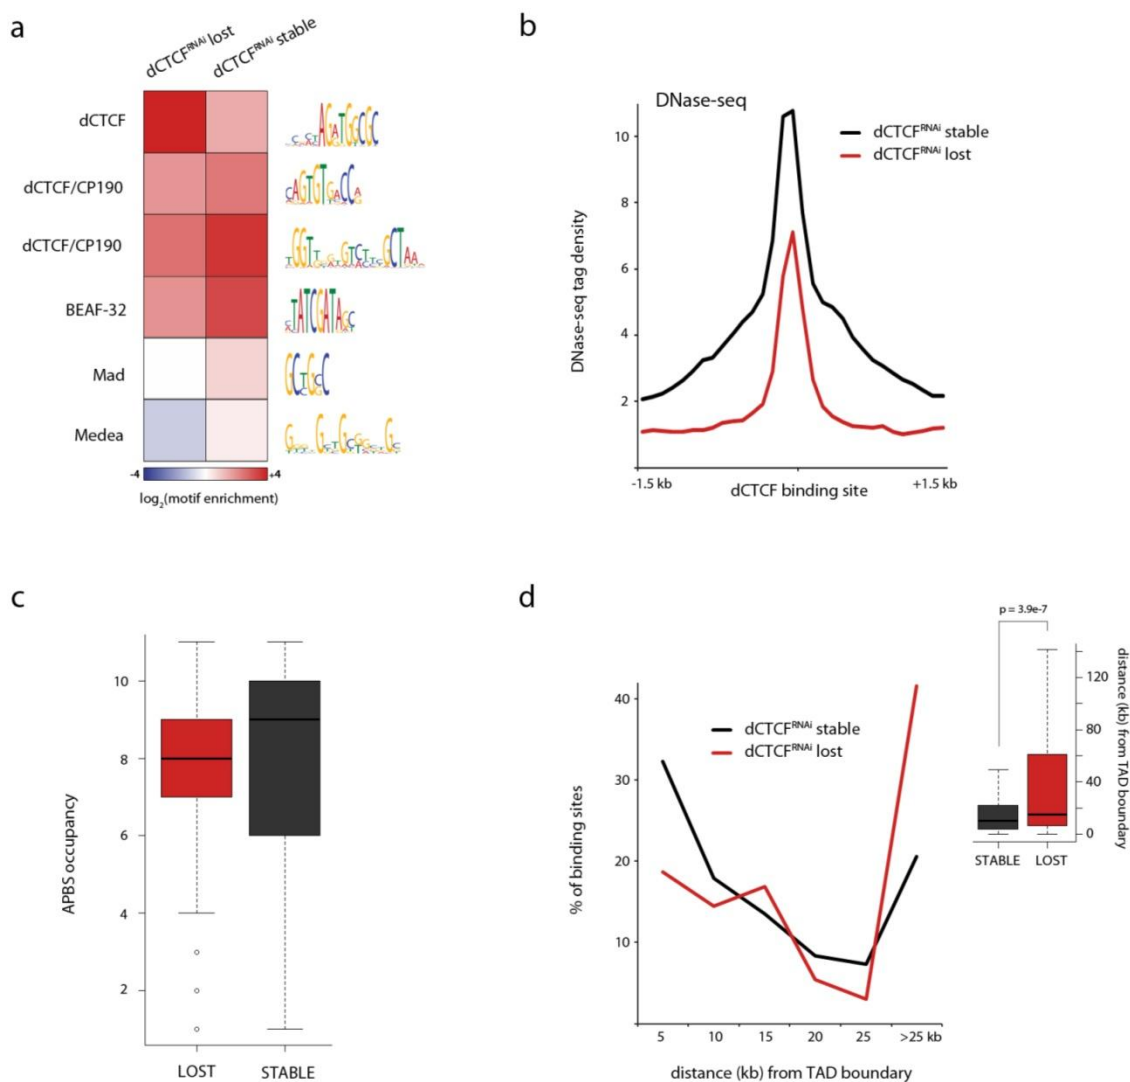 a
dCTCFRNAi lost
dCTCFRNAi stable
dCTCF
dCTCF/CP190
dCTCF/CP190
BEAF-32
Mad
Medea
-4
+4
log2(motif enrichment)
b
DNase-seq
dCTCFRNAi stable
dCTCFRNAi lost
DNase-seq tag density
10
8
6
4
2
-1.5 kb
dCTCF binding site
+1.5 kb
c
APBS occupancy
10
8
6
4
2
LOST
STABLE
d
dCTCFRNAi stable
dCTCFRNAi lost
% of binding sites
40
30
20
10
5
10
15
20
25
>25 kb
distance (kb) from TAD boundary
p = 3.9e-7
distance (kb) from TAD boundary
120
80
40
0
STABLE
LOST